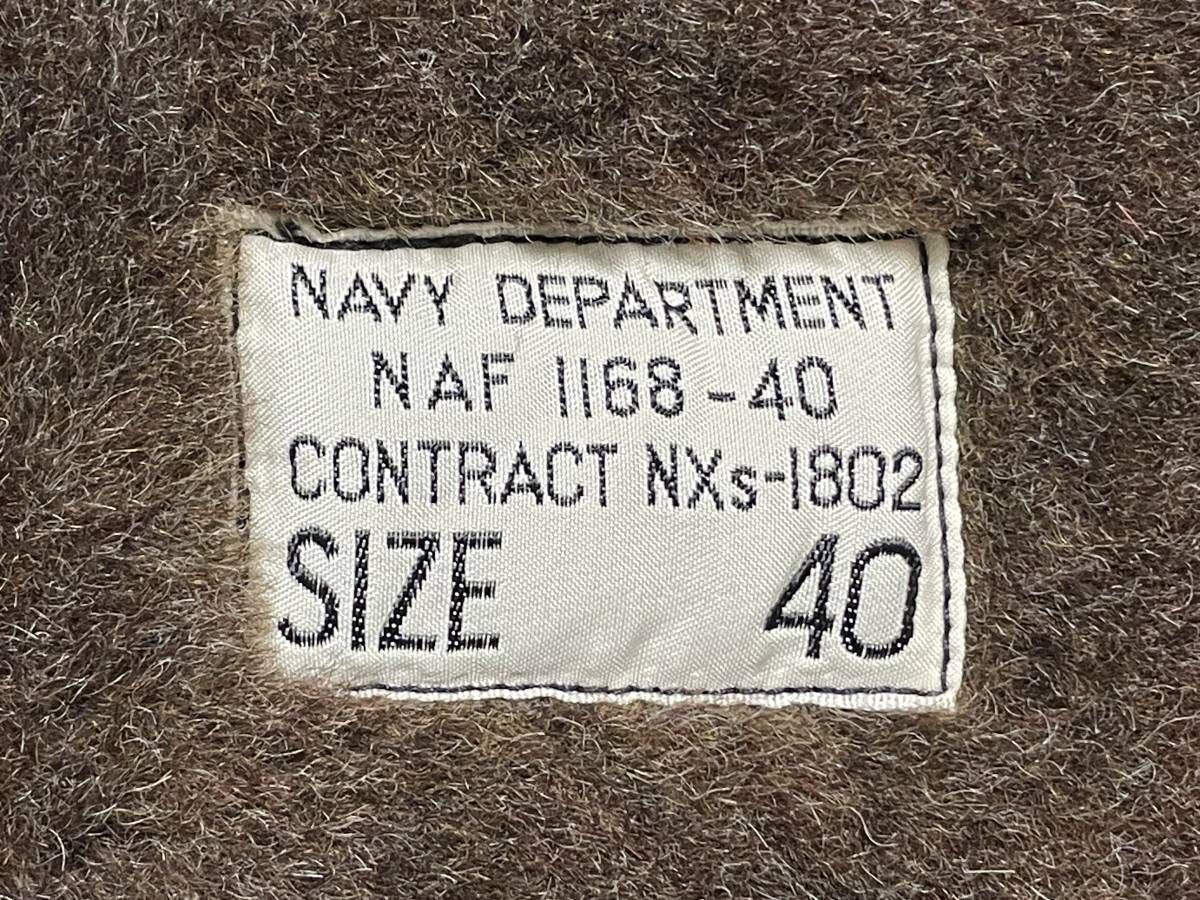 NAVY DEPARTMENT
NAF 1168-40
CONTRACT NXs-1802
SIZE 40